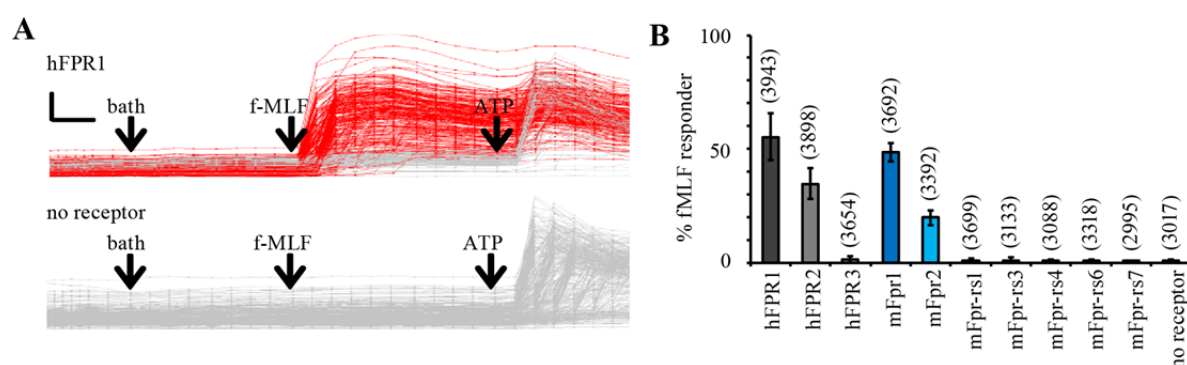 A
hFPR1
bath
f-MLF
ATP
no receptor
bath
f-MLF
ATP
B
% fMLF responder
100
50
0
(3943)
(3898)
(3654)
(3692)
(3392)
(3699)
(3133)
(3088)
(3318)
(2995)
(3017)
hFPR1
hFPR2
hFPR3
mFpr1
mFpr2
mFpr-rs1
mFpr-rs3
mFpr-rs4
mFpr-rs6
mFpr-rs7
no receptor